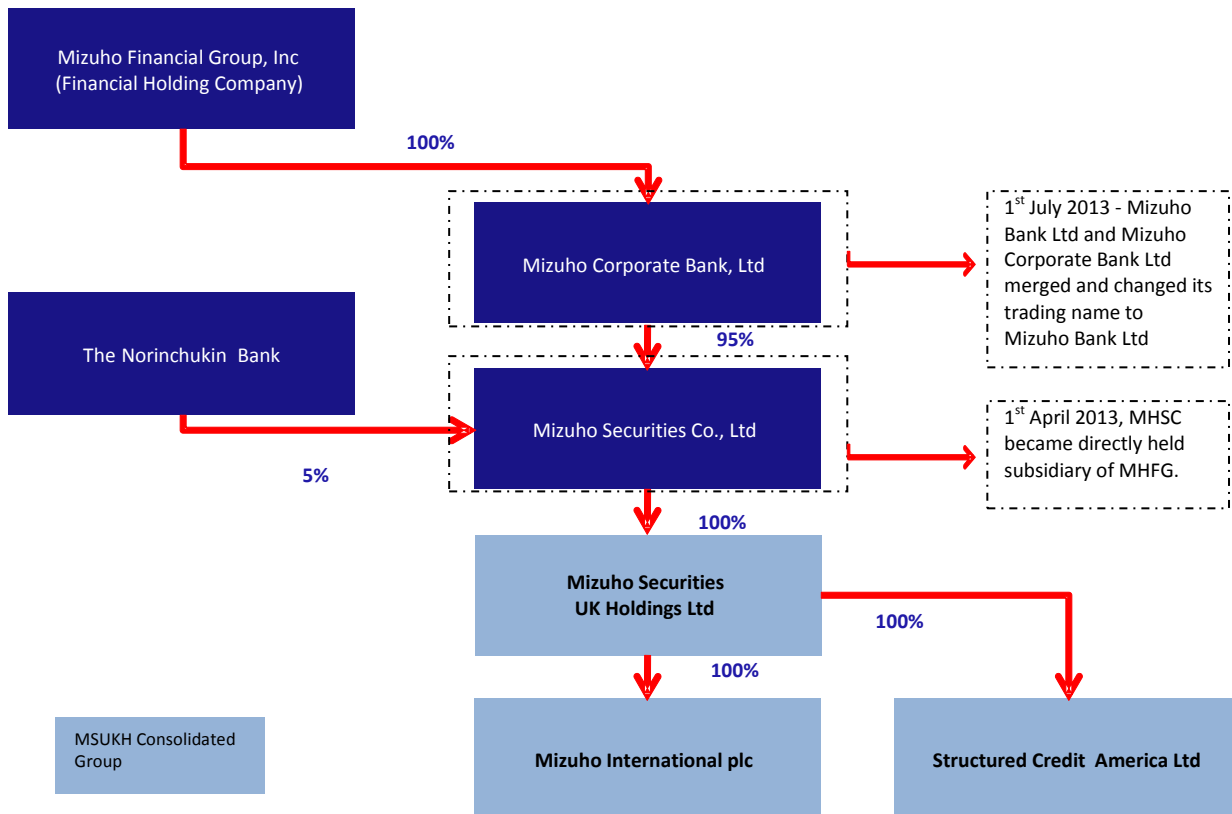 Mizuho Financial Group, Inc
(Financial Holding Company)
100%
Mizuho Corporate Bank, Ltd
1st July 2013 - Mizuho
Bank Ltd and Mizuho
Corporate Bank Ltd
merged and changed its
trading name to
Mizuho Bank Ltd
The Norinchukin Bank
95%
Mizuho Securities Co., Ltd
1st April 2013, MHSC
became directly held
subsidiary of MHFG.
5%
100%
Mizuho Securities
UK Holdings Ltd
100%
100%
MSUKH Consolidated
Group
Mizuho International plc
Structured Credit America Ltd